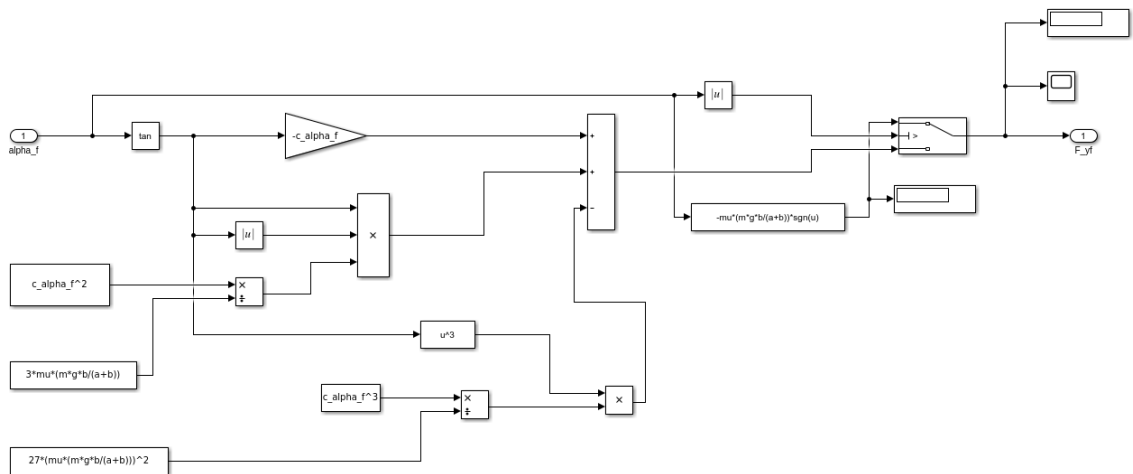 |u|
1
alpha_f
tan
-c_alpha_f
+
+
-
>
1
F_yf
-mu*(m*g*b/(a+b))*sgn(u)
|u|
×
c_alpha_f^2
×
÷
u^3
3*mu*(m*g*b/(a+b))
c_alpha_f^3
×
÷
×
27*(mu*(m*g*b/(a+b)))^2